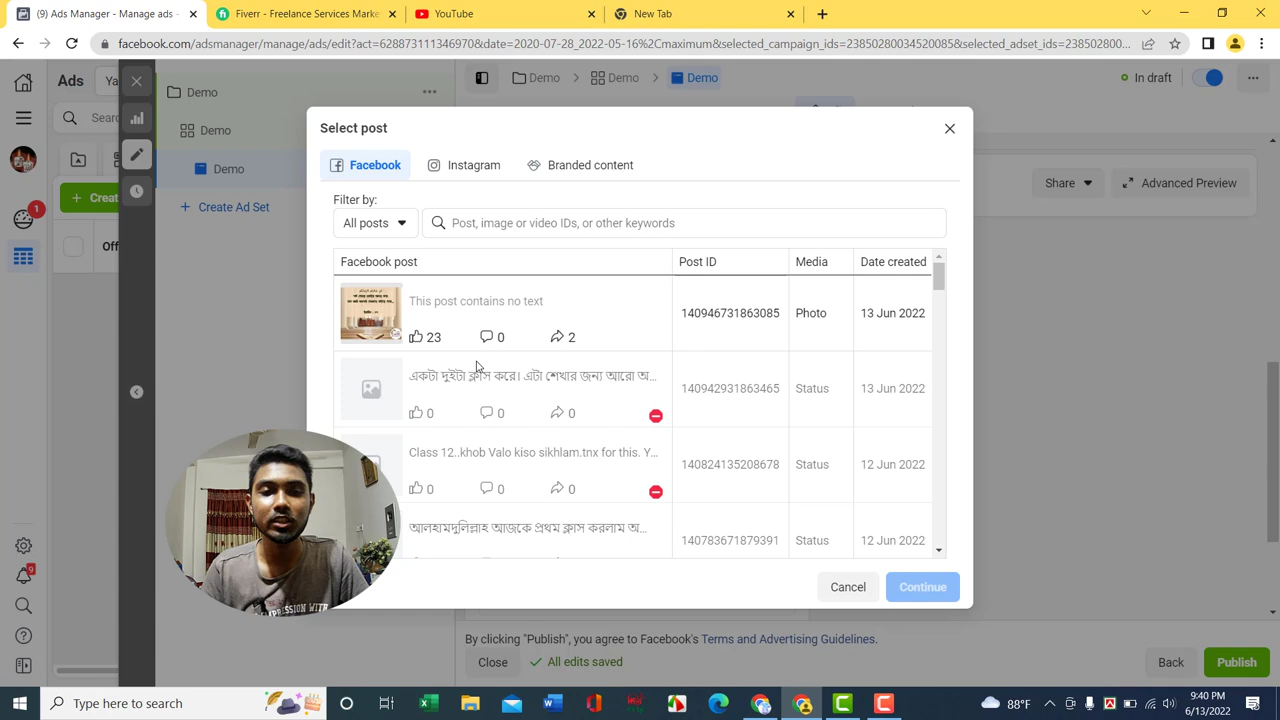 (9) Ads Manager - Manage ads -
Fiverr - Freelance Services Market
YouTube
New Tab
facebook.com/adsmanager/manage/ads/edit?act=628873111346970&date=2020-07-28_2022-05-16%2Cmaximum&selected_campaign_ids=23850280034520085&selected_adset_ids=238502800...
Ads
Demo
Demo
Demo
Demo
In draft
Select post
Demo
Facebook
Instagram
Branded content
Demo
Share
Advanced Preview
Filter by:
Create Ad Set
All posts
Post, image or video IDs, or other keywords
1
Off
Facebook post
Post ID
Media
Date created
This post contains no text
140946731863085
Photo
13 Jun 2022
23
0
2
একটা দুইটা ক্লাস করে। এটা শেখার জন্য আরো অ...
140942931863465
Status
13 Jun 2022
0
0
0
Class 12..khob Valo kiso sikhlam.tnx for this. Y...
140824135208678
Status
12 Jun 2022
0
0
0
আলহামদুলিল্লাহ আজকে প্রথম ক্লাস করলাম অ...
140783671879391
Status
12 Jun 2022
9
Cancel
Continue
By clicking "Publish", you agree to Facebook's Terms and Advertising Guidelines.
Close
All edits saved
Back
Publish
Type here to search
88°F
9:40 PM
6/13/2022